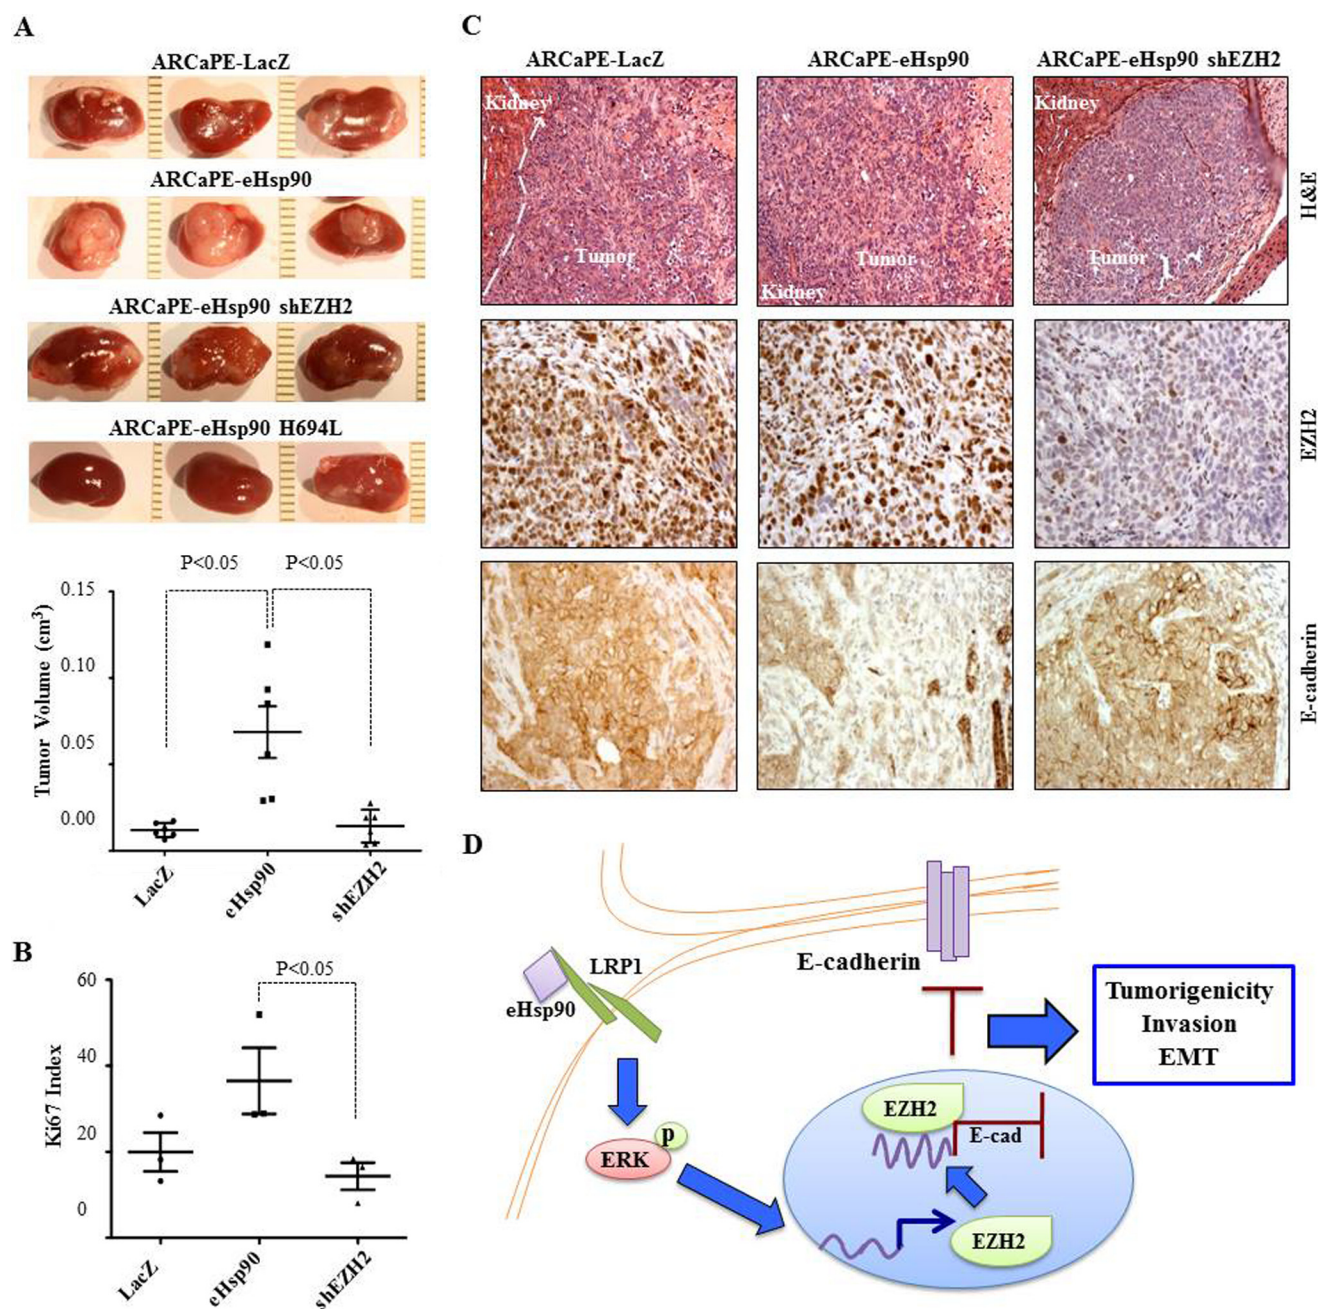 A
ARCaPE-LacZ
ARCaPE-eHsp90
ARCaPE-eHsp90 shEZH2
ARCaPE-eHsp90 H694L
P<0.05 P<0.05
Tumor Volume (cm³)
0.15
0.10
0.05
0.00
LacZ
eHsp90
shEZH2
B
P<0.05
Ki67 Index
60
40
20
0
LacZ
eHsp90
shEZH2
C
ARCaPE-LacZ ARCaPE-eHsp90 ARCaPE-eHsp90 shEZH2
Kidney
Tumor
Tumor
Kidney
Kidney
Tumor
H&E
EZH2
E-cadherin
D
LRP1
eHsp90
E-cadherin
Tumorigenicity
Invasion
EMT
p
ERK
EZH2
E-cad
EZH2